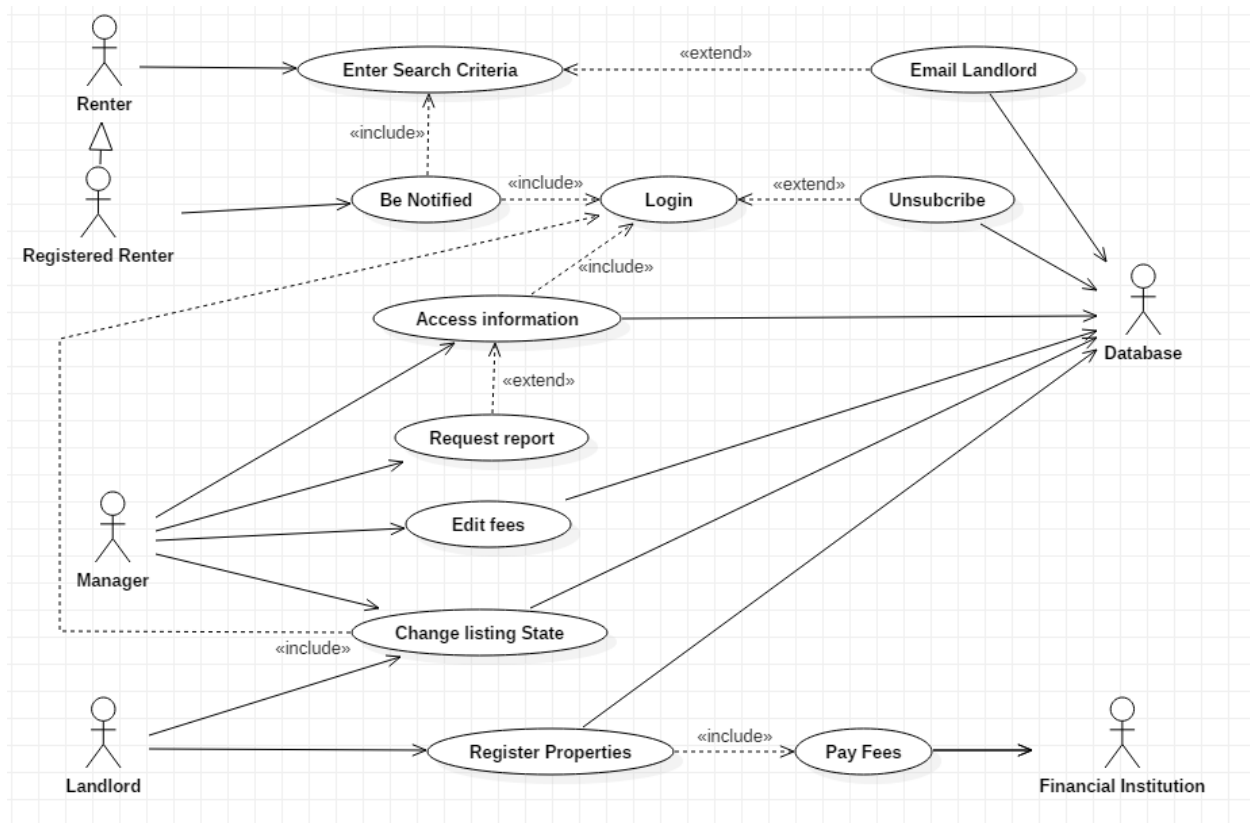 «extend»
Enter Search Criteria
Email Landlord
Renter
«include»
«include»
«extend»
Be Notified
Login
Unsubcribe
Registered Renter
«include»
Access information
Database
«extend»
Request report
Edit fees
Manager
Change listing State
«include»
«include»
Register Properties
Pay Fees
Landlord
Financial Institution